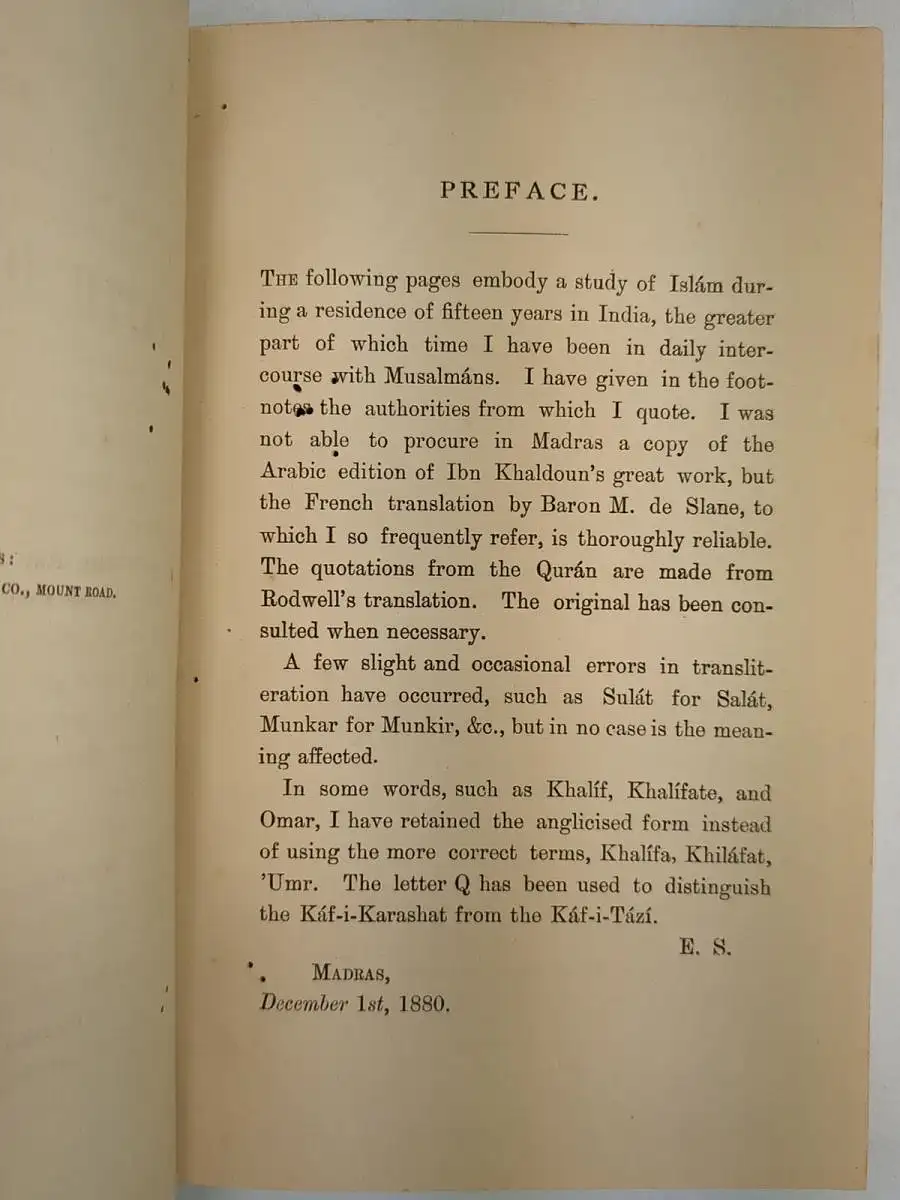 S:
CO., MOUNT ROAD.
PREFACE.
THE following pages embody a study of Islám dur-
ing a residence of fifteen years in India, the greater
part of which time I have been in daily inter-
course with Musalmáns. I have given in the foot-
notes the authorities from which I quote. I was
not able to procure in Madras a copy of the
Arabic edition of Ibn Khaldoun's great work, but
the French translation by Baron M. de Slane, to
which I so frequently refer, is thoroughly reliable.
The quotations from the Qurán are made from
Rodwell's translation. The original has been con-
sulted when necessary.
A few slight and occasional errors in translit-
eration have occurred, such as Sulát for Salát,
Munkar for Munkir, &c., but in no case is the mean-
ing affected.
In some words, such as Khalíf, Khalífate, and
Omar, I have retained the anglicised form instead
of using the more correct terms, Khalífa, Khiláfat,
'Umr. The letter Q has been used to distinguish
the Káf-i-Karashat from the Káf-i-Tází.
E. S.
MADRAS,
December 1st, 1880.